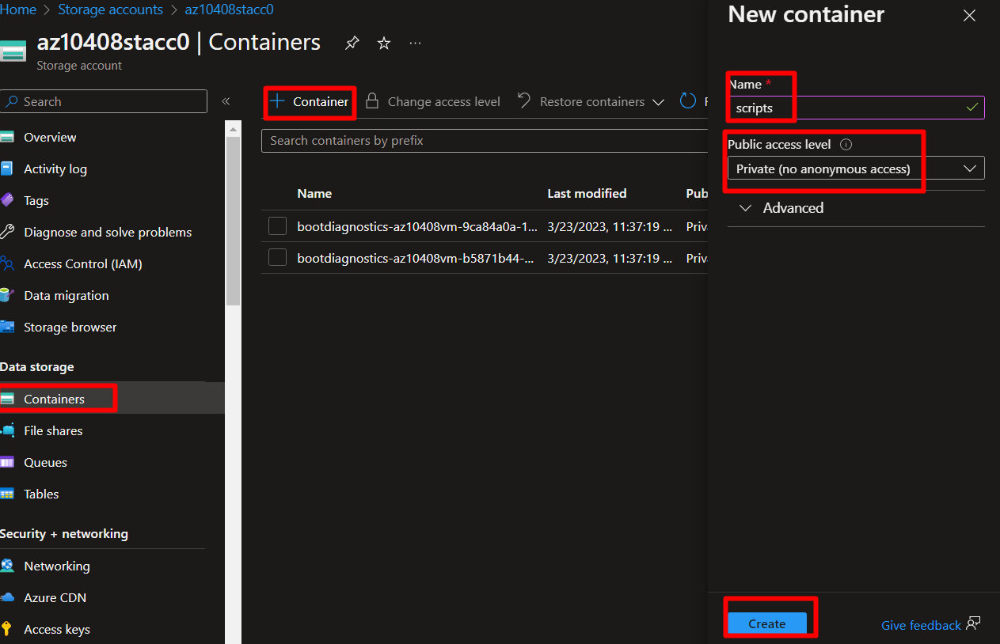 Home > Storage accounts > az10408stacc0
az10408stacc0 | Containers ...
Storage account
Search «
Overview
Activity log
Tags
Diagnose and solve problems
Access Control (IAM)
Data migration
Storage browser
Data storage
Containers
File shares
Queues
Tables
Security + networking
Networking
Azure CDN
Access keys
+ Container Change access level Restore containers
Search containers by prefix
Name Last modified
bootdiagnostics-az10408vm-9ca84a0a-1... 3/23/2023, 11:37:19 ...
bootdiagnostics-az10408vm-b5871b44-... 3/23/2023, 11:37:19 ...
New container
Name *
scripts
Public access level
Private (no anonymous access)
Advanced
Create Give feedback